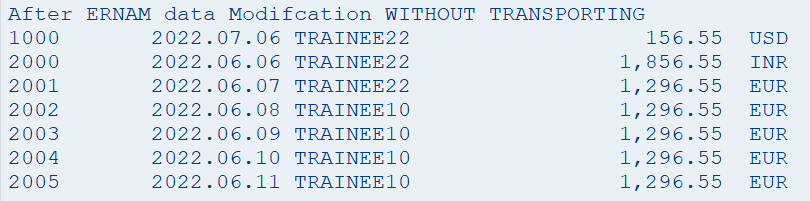 After ERNAM data Modifcation WITHOUT TRANSPORTING
1000 2022.07.06 TRAINEE22 156.55 USD
2000 2022.06.06 TRAINEE22 1,856.55 INR
2001 2022.06.07 TRAINEE22 1,296.55 EUR
2002 2022.06.08 TRAINEE10 1,296.55 EUR
2003 2022.06.09 TRAINEE10 1,296.55 EUR
2004 2022.06.10 TRAINEE10 1,296.55 EUR
2005 2022.06.11 TRAINEE10 1,296.55 EUR